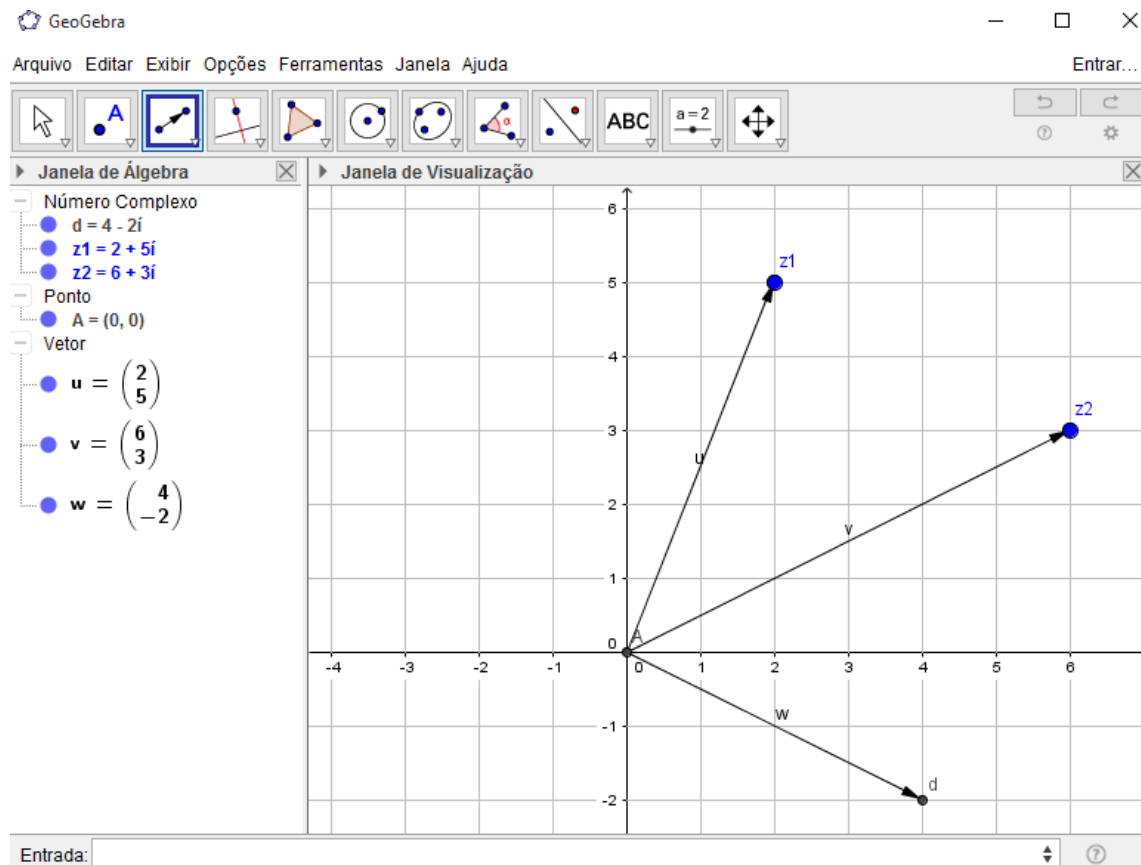 GeoGebra
Arquivo Editar Exibir Opções Ferramentas Janela Ajuda Entrar...
A α ABC a=2
Janela de Álgebra
Número Complexo
d = 4 - 2í
z1 = 2 + 5í
z2 = 6 + 3í
Ponto
A = (0, 0)
Vetor
u = (2
5)
v = (6
3)
w = (4
−2)
Janela de Visualização
6
z1
5
4
z2
3
u
2
v
1
0 A
-4 -3 -2 -1 0 1 2 3 4 5 6
w
-1
d
-2
Entrada: